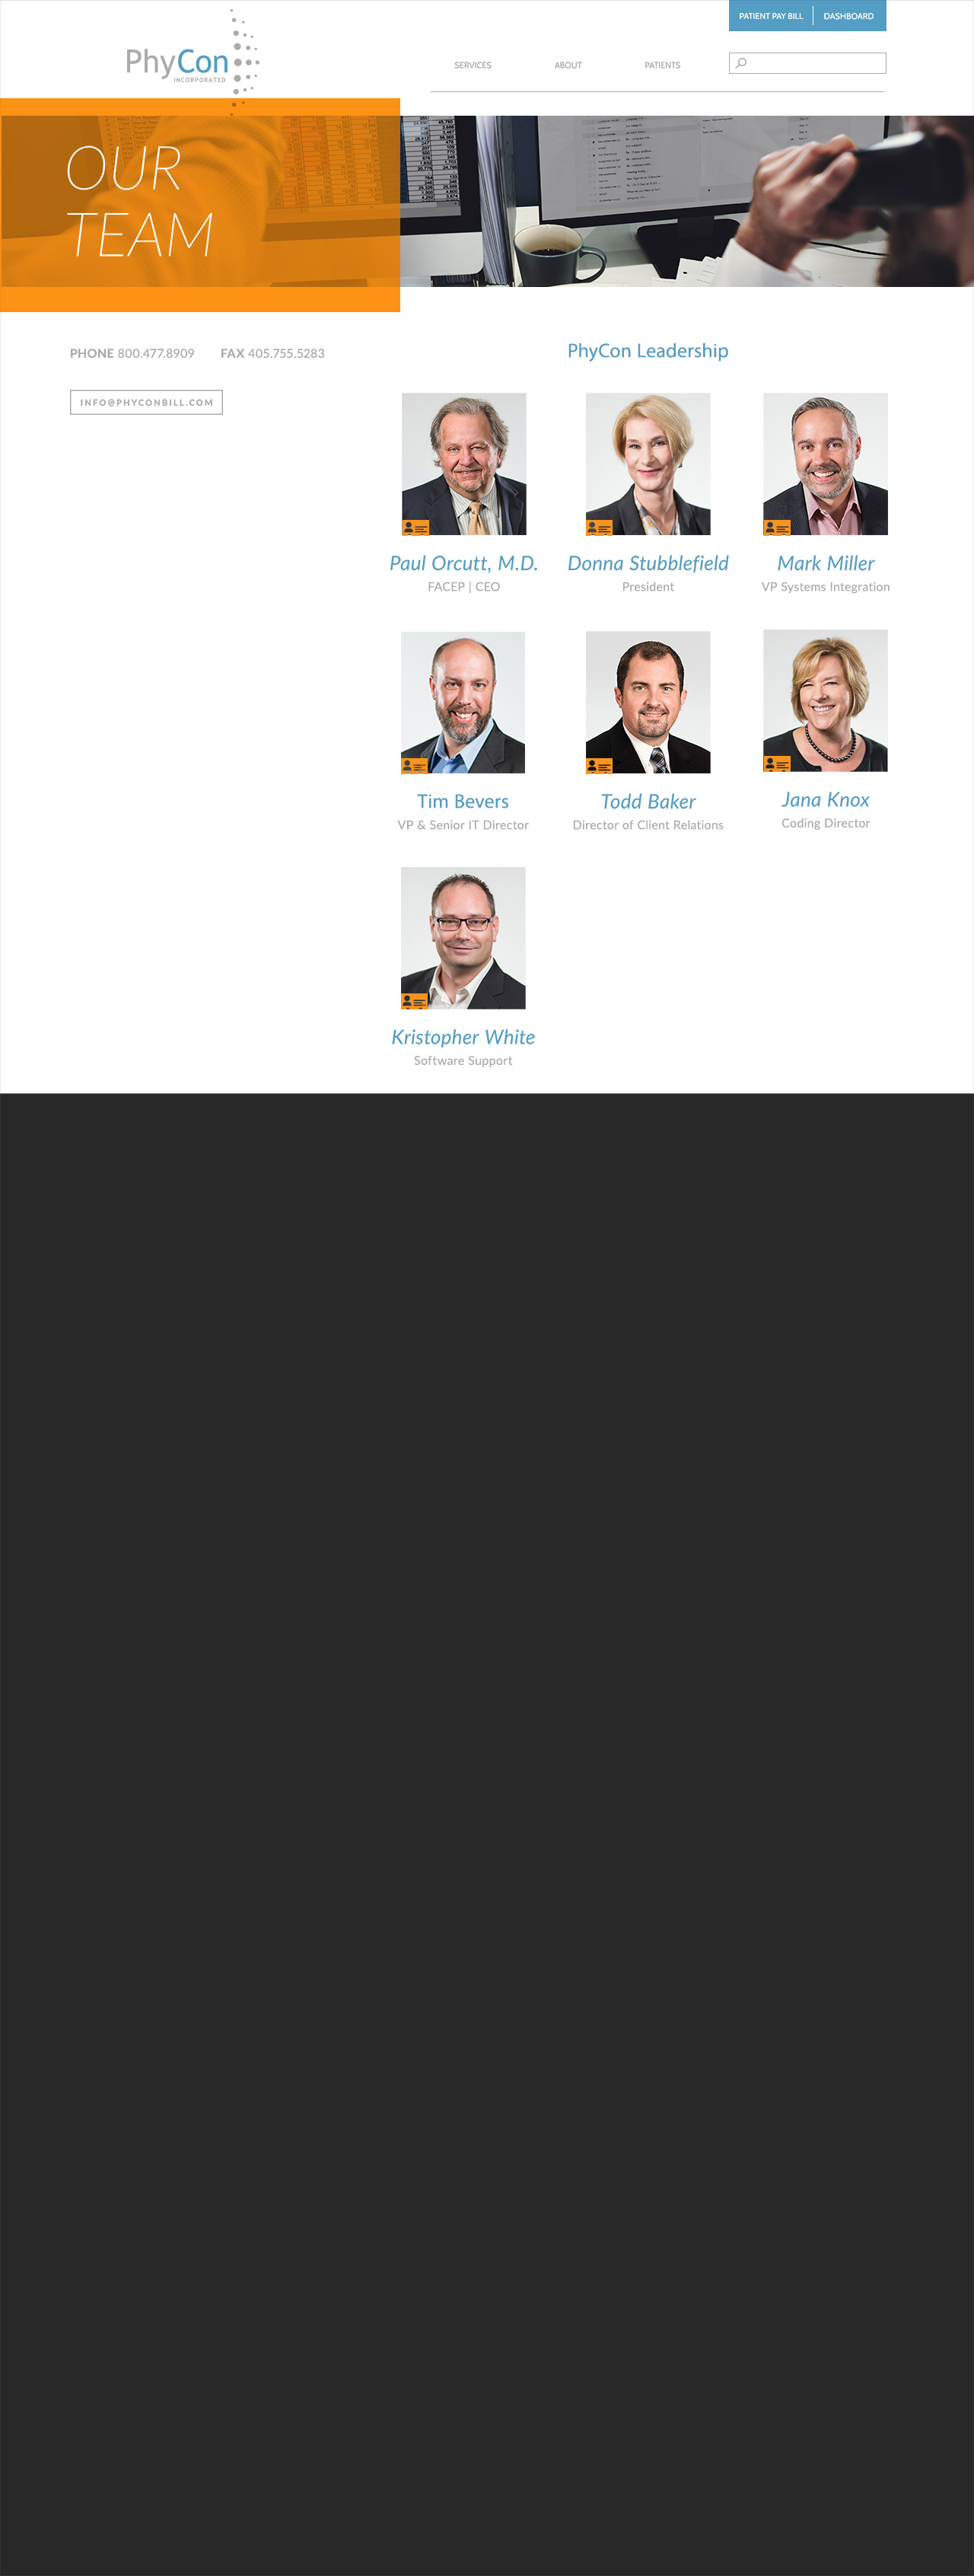 PATIENT PAY BILL
DASHBOARD
PhyCon
INCORPORATED
SERVICES
ABOUT
PATIENTS
OUR
TEAM
PHONE 800.477.8909 FAX 405.755.5283
INFO@PHYCONBILL.COM
PhyCon Leadership
Paul Orcutt, M.D.
FACEP | CEO
Donna Stubblefield
President
Mark Miller
VP Systems Integration
Tim Bevers
VP & Senior IT Director
Todd Baker
Director of Client Relations
Jana Knox
Coding Director
Kristopher White
Software Support